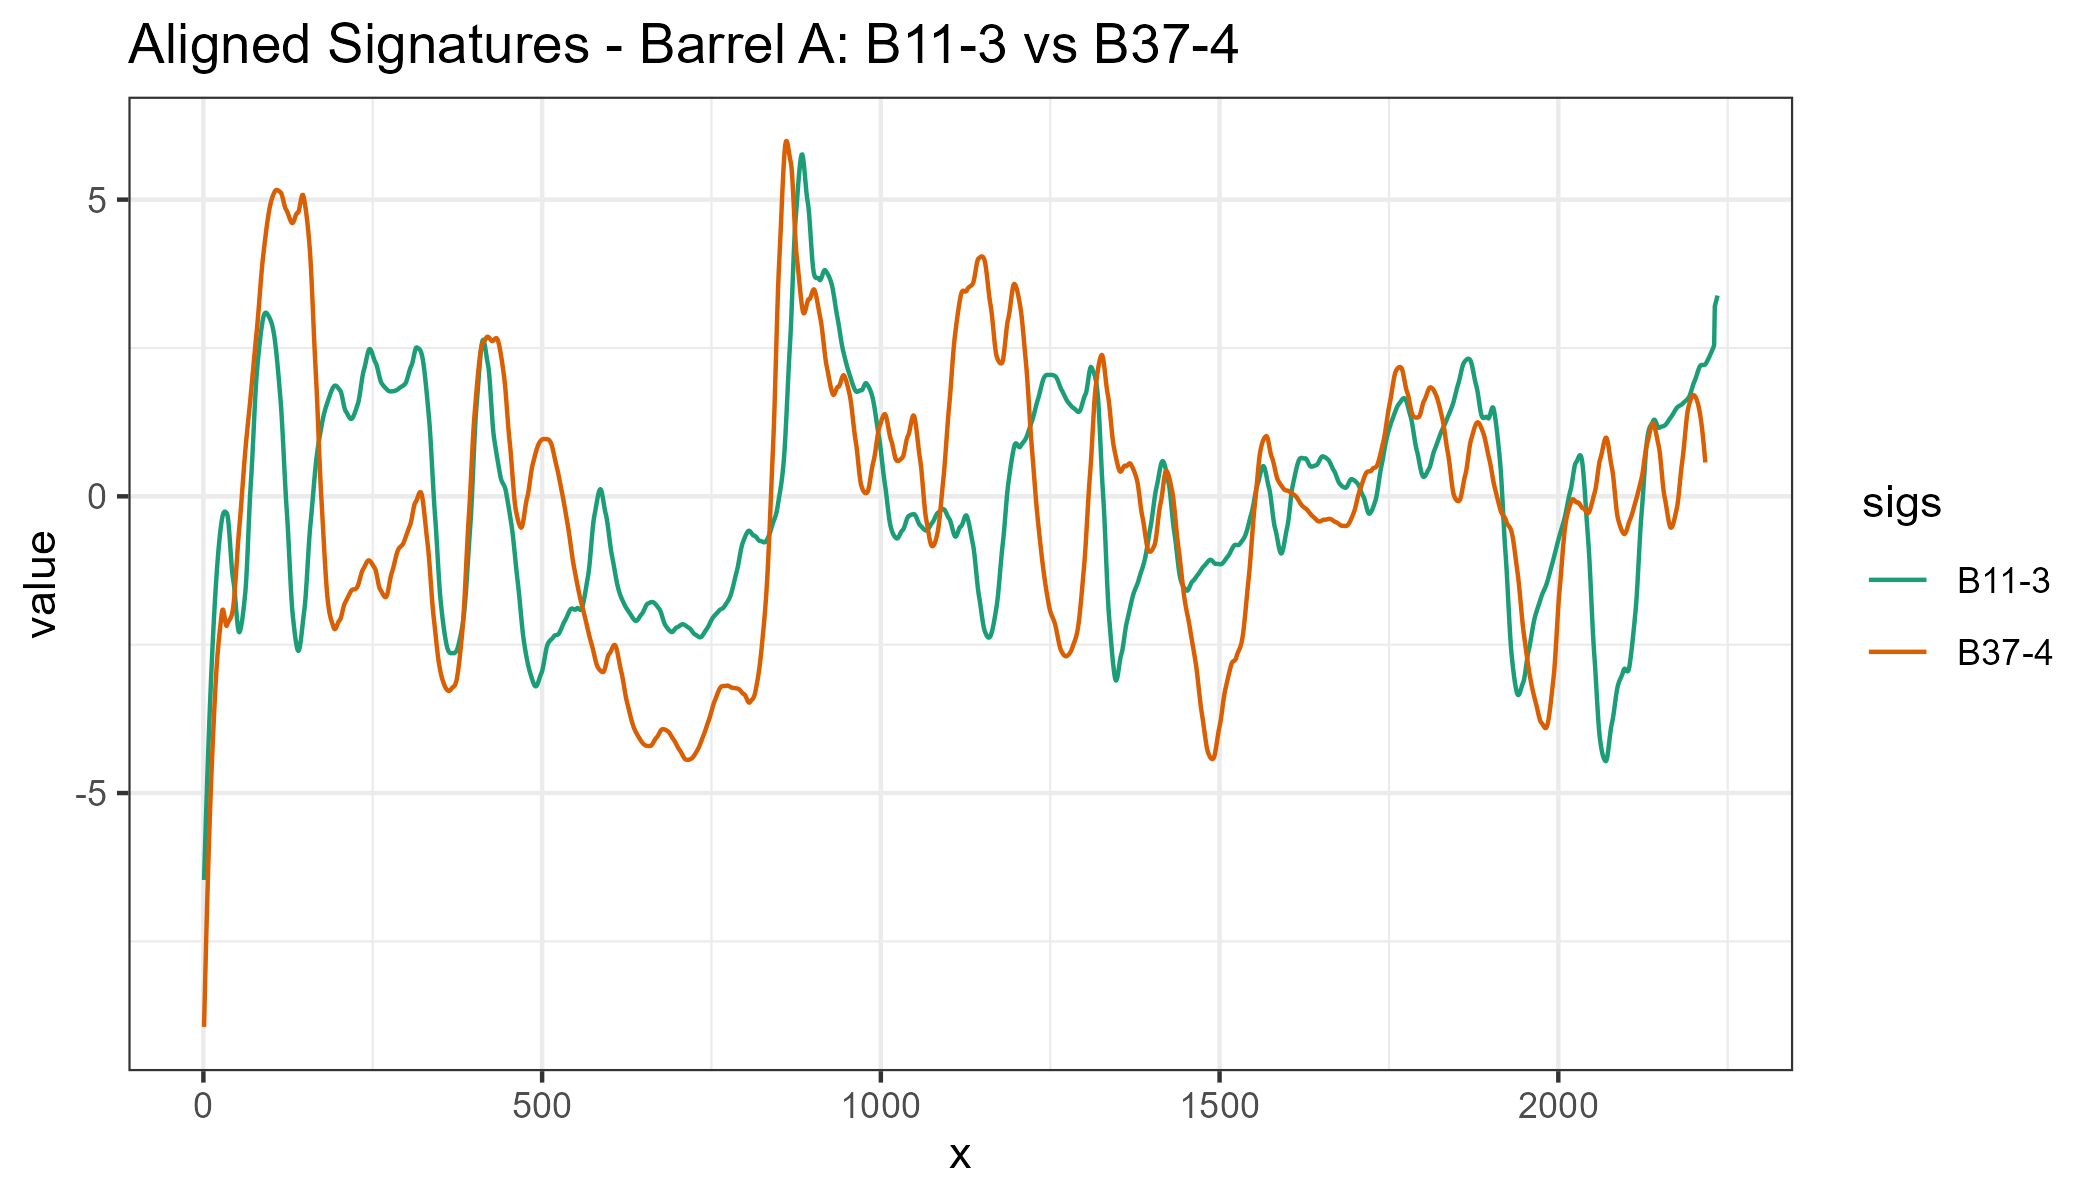 Aligned Signatures - Barrel A: B11-3 vs B37-4
value
5
0
-5
0
500
1000
1500
2000
x
sigs
B11-3
B37-4